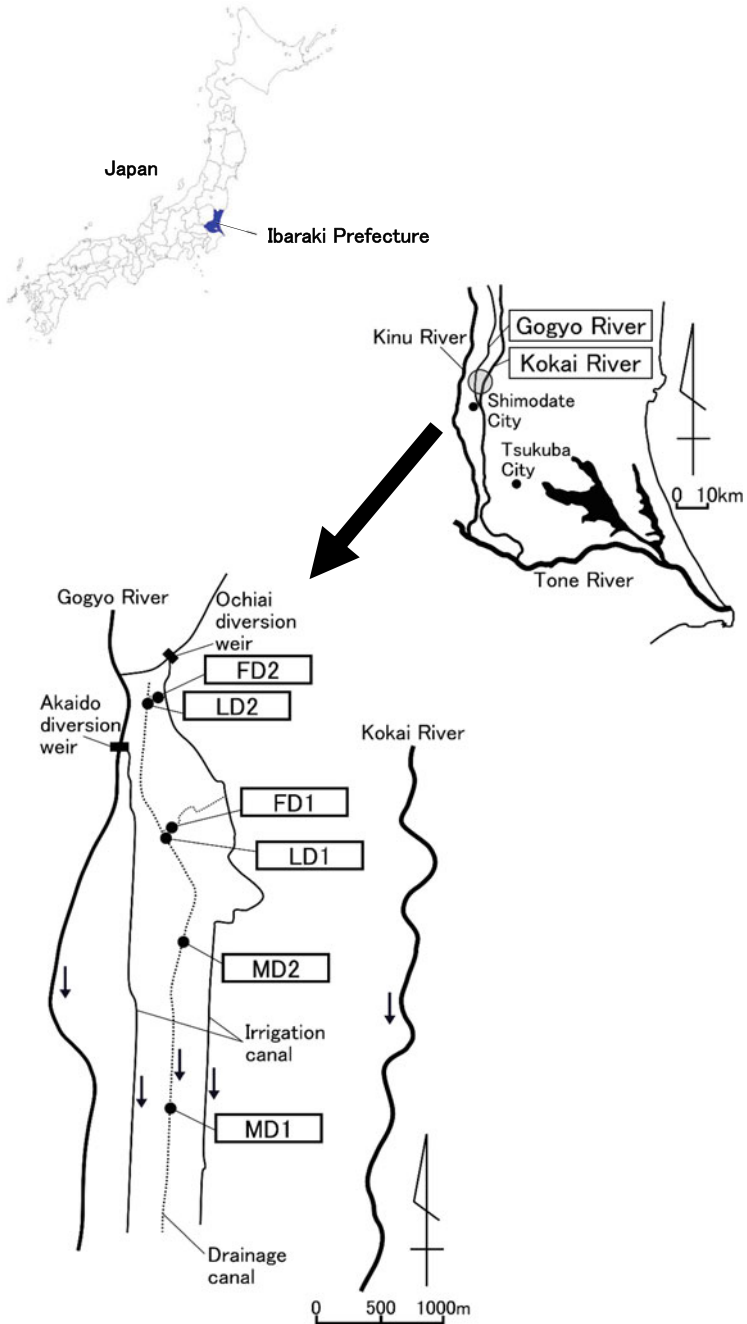 Japan
Ibaraki Prefecture
Gogyo River
Kinu River
Kokai River
Shimodate
City
Tsukuba
City
0 10km
Tone River
Gogyo River
Ochiai
diversion
weir
FD2
LD2
Akaido
diversion
weir
Kokai River
FD1
LD1
MD2
Irrigation
canal
MD1
Drainage
canal
0 500 1000m